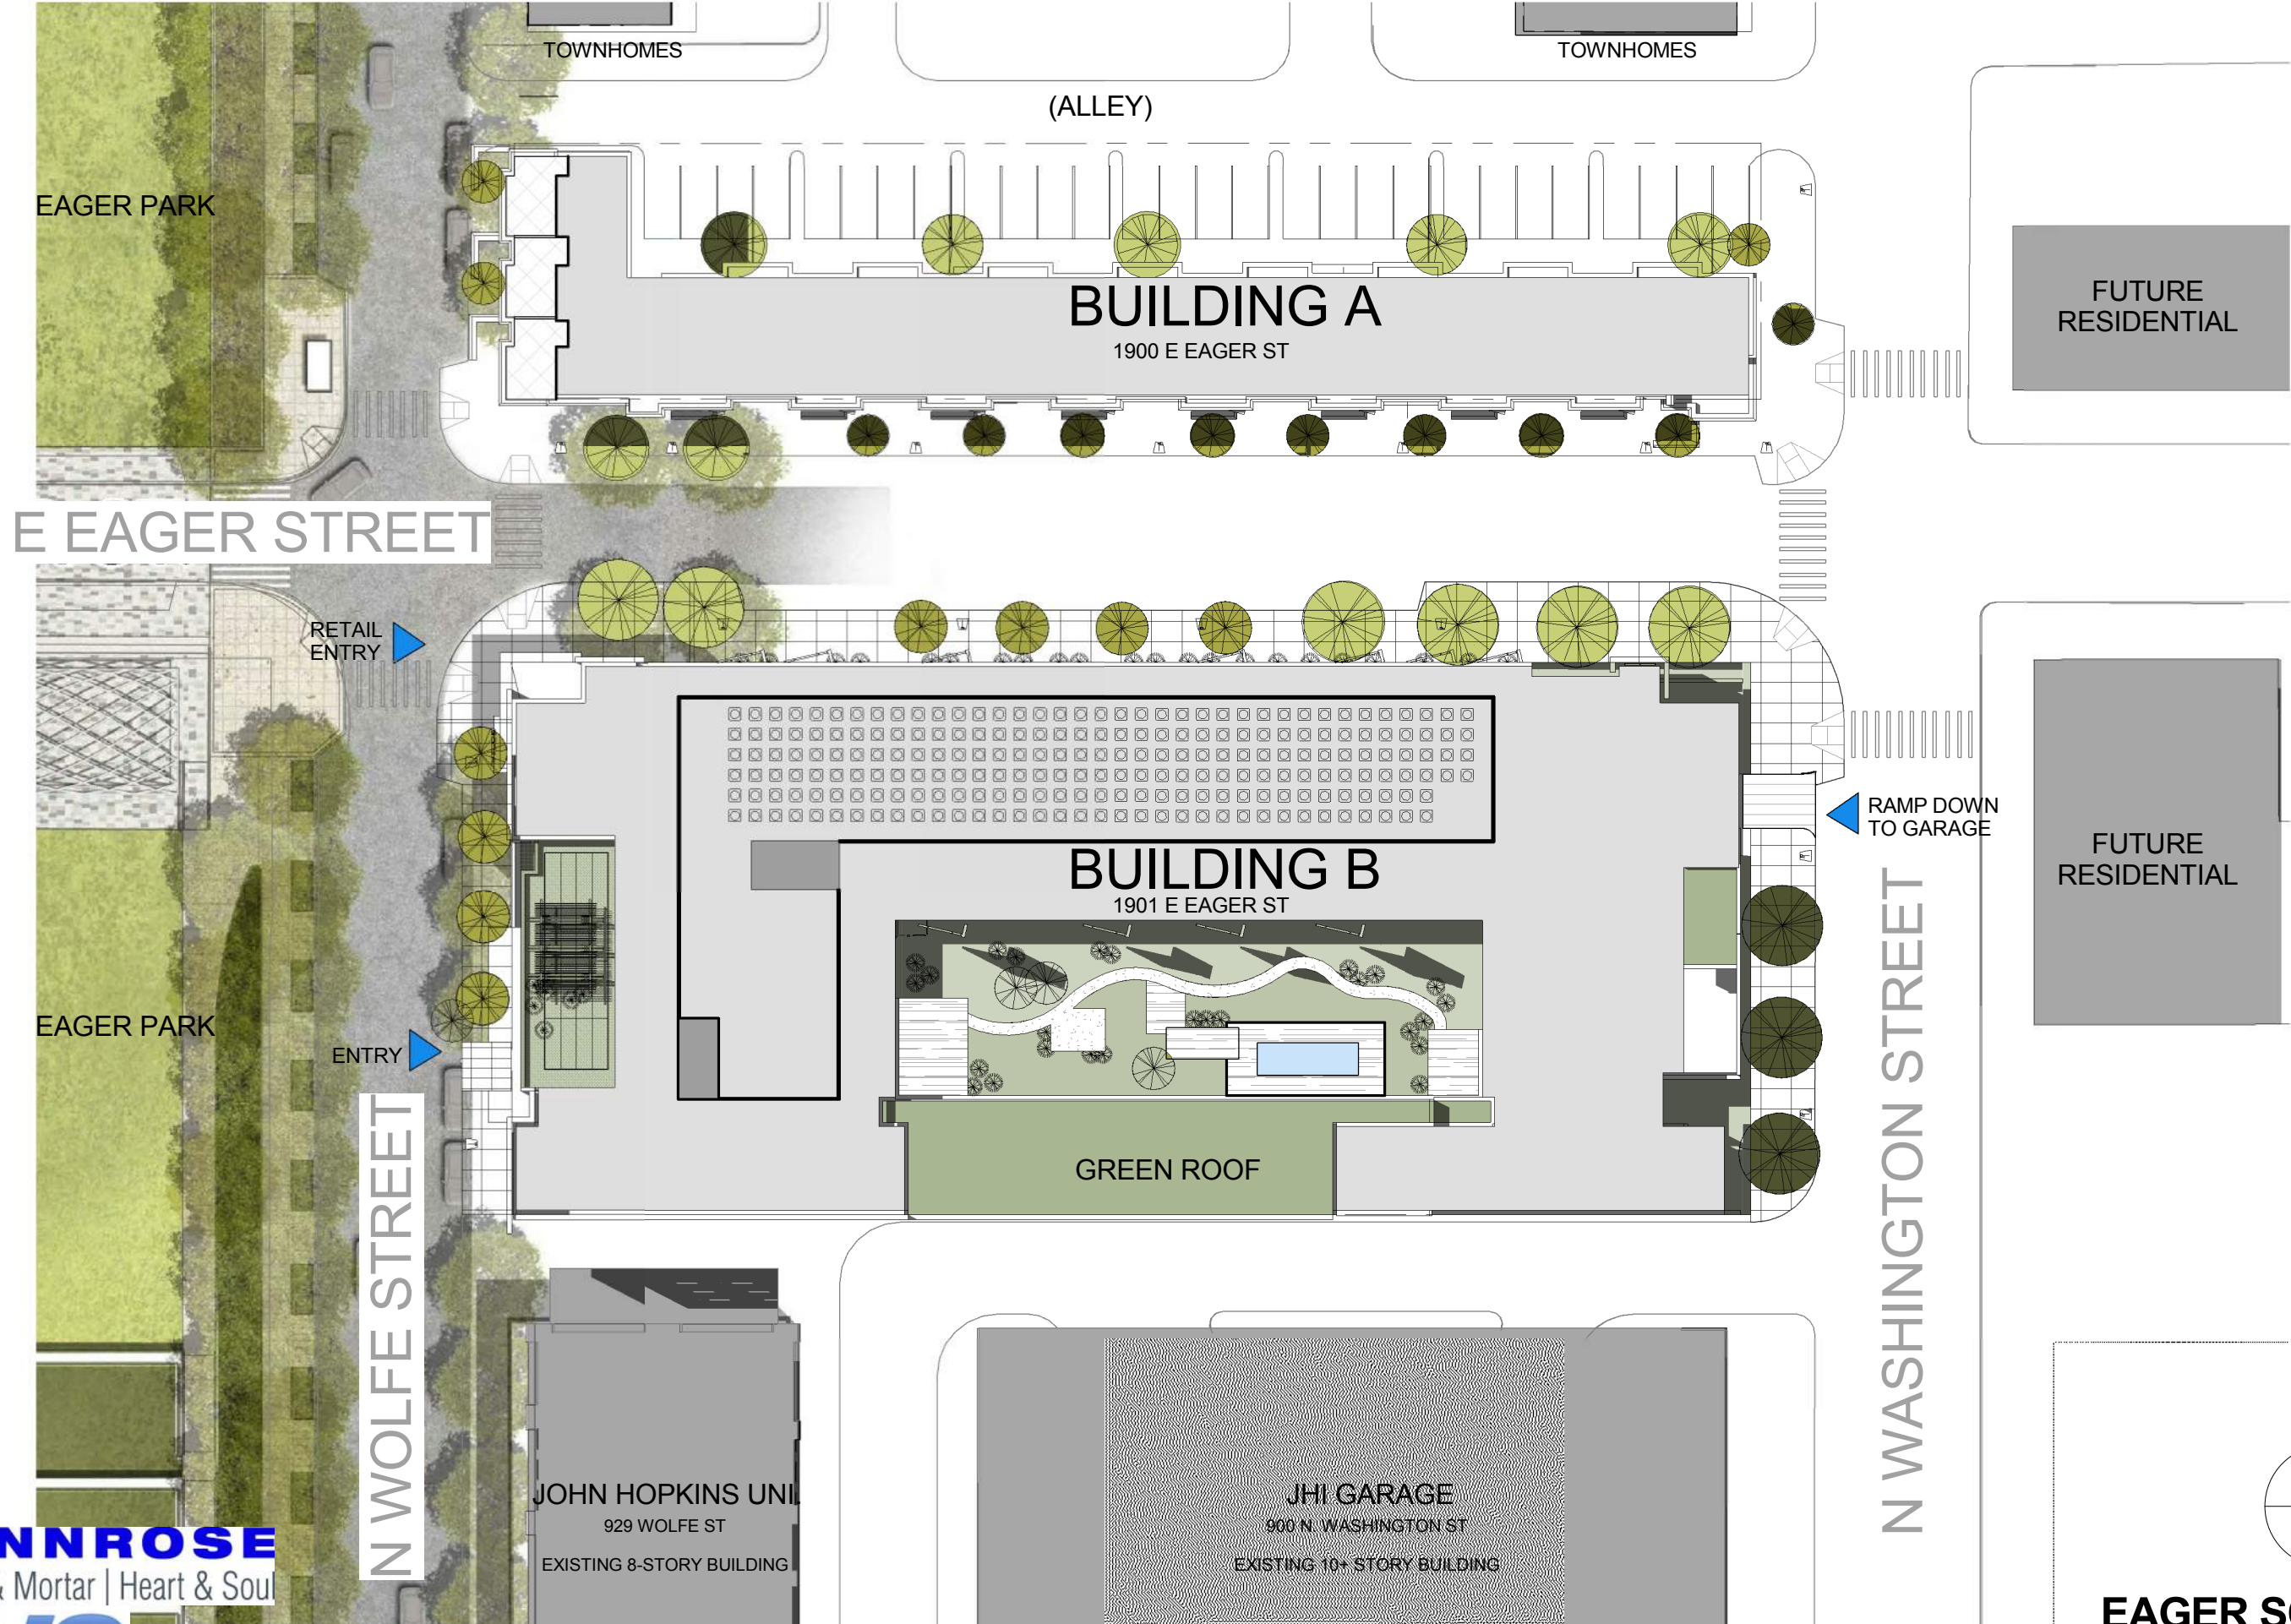 TOWNHOMES
TOWNHOMES
(ALLEY)
EAGER PARK
BUILDING A
1900 E EAGER ST
FUTURE
RESIDENTIAL
E EAGER STREET
RETAIL
ENTRY
RAMP DOWN
TO GARAGE
BUILDING B
1901 E EAGER ST
FUTURE
RESIDENTIAL
EAGER PARK
ENTRY
GREEN ROOF
N WOLFE STREET
N WASHINGTON STREET
JOHN HOPKINS UNI.
929 WOLFE ST
EXISTING 8-STORY BUILDING
JHI GARAGE
900 N. WASHINGTON ST
EXISTING 10+ STORY BUILDING
NNROSE
& Mortar | Heart & Soul
EAGER S